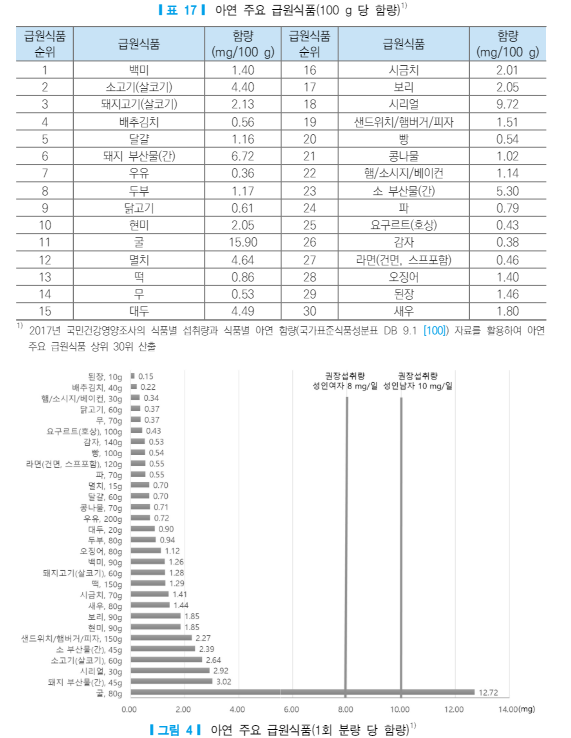 ┃표 17┃ 아연 주요 급원식품(100 g 당 함량)1)
급원식품 순위 급원식품 함량 (mg/100 g) 급원식품 순위 급원식품 함량 (mg/100 g)
1 백미 1.40 16 시금치 2.01
2 소고기(살코기) 4.40 17 보리 2.05
3 돼지고기(살코기) 2.13 18 시리얼 9.72
4 배추김치 0.56 19 샌드위치/햄버거/피자 1.51
5 달걀 1.16 20 빵 0.54
6 돼지 부산물(간) 6.72 21 콩나물 1.02
7 우유 0.36 22 햄/소시지/베이컨 1.14
8 두부 1.17 23 소 부산물(간) 5.30
9 닭고기 0.61 24 파 0.79
10 현미 2.05 25 요구르트(호상) 0.43
11 굴 15.90 26 감자 0.38
12 멸치 4.64 27 라면(건면, 스프포함) 0.46
13 떡 0.86 28 오징어 1.40
14 무 0.53 29 된장 1.46
15 대두 4.49 30 새우 1.80
1) 2017년 국민건강영양조사의 식품별 섭취량과 식품별 아연 함량(국가표준식품성분표 DB 9.1 [100]) 자료를 활용하여 아연
주요 급원식품 상위 30위 산출
권장섭취량 권장섭취량
성인여자 8 mg/일 성인남자 10 mg/일
된장, 10g 0.15
배추김치, 40g 0.22
햄/소시지/베이컨, 30g 0.34
닭고기, 60g 0.37
무, 70g 0.37
요구르트(호상), 100g 0.43
감자, 140g 0.53
빵, 100g 0.54
라면(건면, 스프포함), 120g 0.55
파, 70g 0.55
멸치, 15g 0.70
달걀, 60g 0.70
콩나물, 70g 0.71
우유, 200g 0.72
대두, 20g 0.90
두부, 80g 0.94
오징어, 80g 1.12
백미, 90g 1.26
돼지고기(살코기), 60g 1.28
떡, 150g 1.29
시금치, 70g 1.41
새우, 80g 1.44
보리, 90g 1.85
현미, 90g 1.85
샌드위치/햄버거/피자, 150g 2.27
소 부산물(간), 45g 2.39
소고기(살코기), 60g 2.64
시리얼, 30g 2.92
돼지 부산물(간), 45g 3.02
굴, 80g 12.72
0.00 2.00 4.00 6.00 8.00 10.00 12.00 14.00(mg)
┃그림 4┃ 아연 주요 급원식품(1회 분량 당 함량)1)